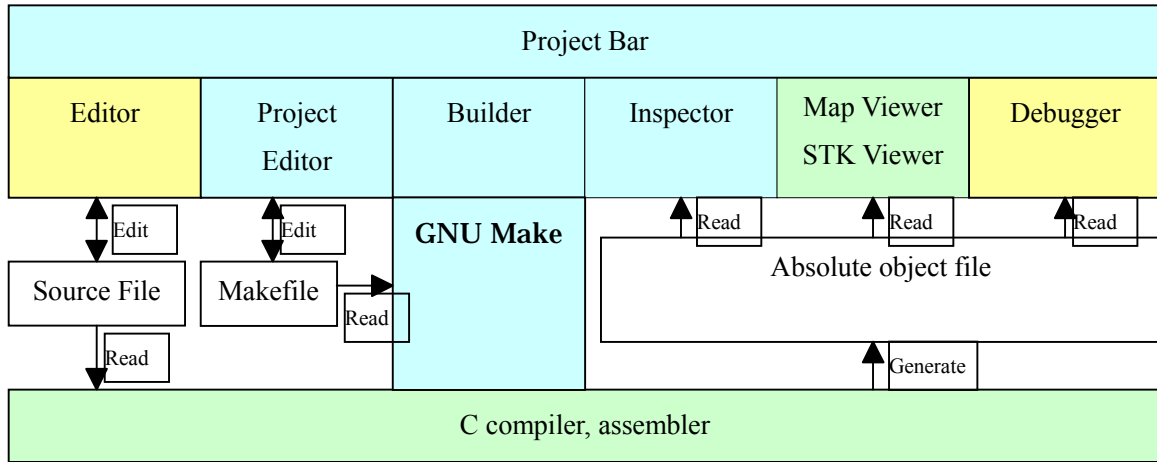 Project Bar
Editor
Project
Editor
Builder
Inspector
Map Viewer
STK Viewer
Debugger
Edit
Edit
GNU Make
Read
Read
Read
Source File
Makefile
Absolute object file
Read
Read
Generate
C compiler, assembler